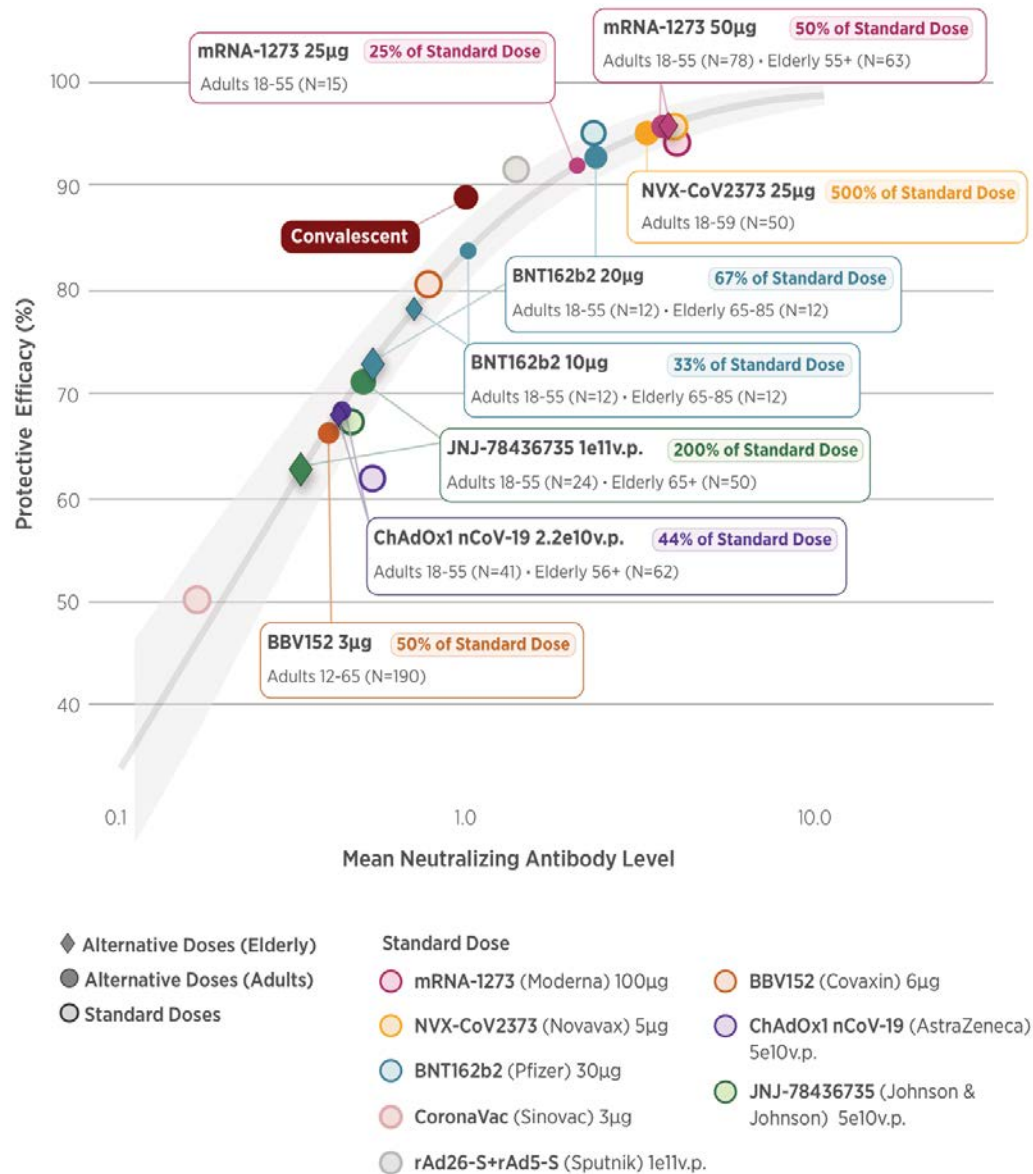 mRNA-1273 25µg 25% of Standard Dose
Adults 18-55 (N=15)
mRNA-1273 50µg 50% of Standard Dose
Adults 18-55 (N=78) • Elderly 55+ (N=63)
NVX-CoV2373 25µg 500% of Standard Dose
Adults 18-59 (N=50)
Convalescent
BNT162b2 20µg 67% of Standard Dose
Adults 18-55 (N=12) • Elderly 65-85 (N=12)
BNT162b2 10µg 33% of Standard Dose
Adults 18-55 (N=12) • Elderly 65-85 (N=12)
JNJ-78436735 1e11v.p. 200% of Standard Dose
Adults 18-55 (N=24) • Elderly 65+ (N=50)
ChAdOx1 nCoV-19 2.2e10v.p. 44% of Standard Dose
Adults 18-55 (N=41) • Elderly 56+ (N=62)
BBV152 3µg 50% of Standard Dose
Adults 12-65 (N=190)
Protective Efficacy (%)
100
90
80
70
60
50
40
0.1 1.0 10.0
Mean Neutralizing Antibody Level
Alternative Doses (Elderly)
Alternative Doses (Adults)
Standard Doses
Standard Dose
mRNA-1273 (Moderna) 100µg
NVX-CoV2373 (Novavax) 5µg
BNT162b2 (Pfizer) 30µg
CoronaVac (Sinovac) 3µg
rAd26-S+rAd5-S (Sputnik) 1e11v.p.
BBV152 (Covaxin) 6µg
ChAdOx1 nCoV-19 (AstraZeneca)
5e10v.p.
JNJ-78436735 (Johnson &
Johnson) 5e10v.p.